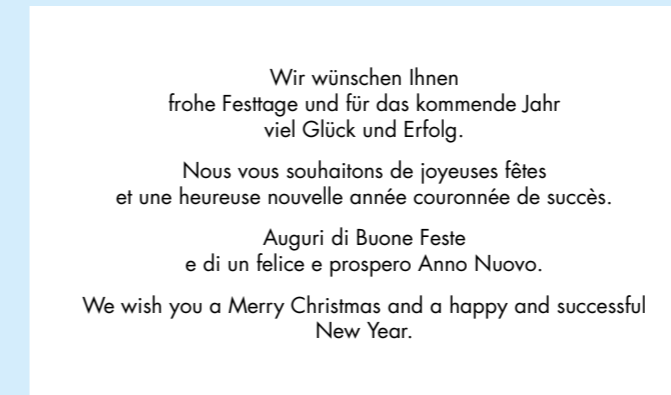 Wir wünschen Ihnen
frohe Festtage und für das kommende Jahr
viel Glück und Erfolg.
Nous vous souhaitons de joyeuses fêtes
et une heureuse nouvelle année couronnée de succès.
Auguri di Buone Feste
e di un felice e prospero Anno Nuovo.
We wish you a Merry Christmas and a happy and successful
New Year.